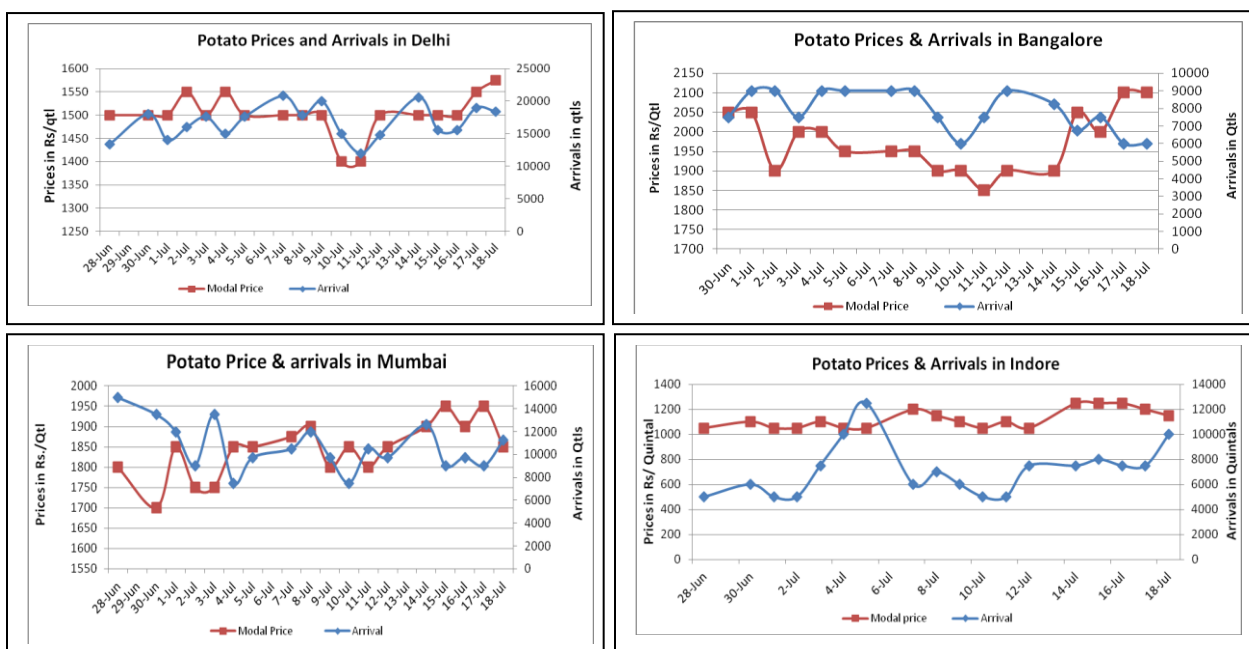 Potato Prices and Arrivals in Delhi
Prices in Rs/qtl
1600
1550
1500
1450
1400
1350
1300
1250
25000
20000
15000
10000
5000
0
Arrivals in qtls
28-Jun
29-Jun
30-Jun
1-Jul
2-Jul
3-Jul
4-Jul
5-Jul
6-Jul
7-Jul
8-Jul
9-Jul
10-Jul
11-Jul
12-Jul
13-Jul
14-Jul
15-Jul
16-Jul
17-Jul
18-Jul
Modal Price
Arrival
Potato Prices & Arrivals in Bangalore
Prices in Rs/Qtl
2150
2100
2050
2000
1950
1900
1850
1800
1750
1700
10000
9000
8000
7000
6000
5000
4000
3000
2000
1000
0
Arrivals in Qtls
30-Jun
1-Jul
2-Jul
3-Jul
4-Jul
5-Jul
6-Jul
7-Jul
8-Jul
9-Jul
10-Jul
11-Jul
12-Jul
13-Jul
14-Jul
15-Jul
16-Jul
17-Jul
18-Jul
Modal Price
Arrival
Potato Price & arrivals in Mumbai
Prices in Rs./Qtl
2000
1950
1900
1850
1800
1750
1700
1650
1600
1550
16000
14000
12000
10000
8000
6000
4000
2000
0
Arrivals in Qtls
28-Jun
29-Jun
30-Jun
1-Jul
2-Jul
3-Jul
4-Jul
5-Jul
6-Jul
7-Jul
8-Jul
9-Jul
10-Jul
11-Jul
12-Jul
13-Jul
14-Jul
15-Jul
16-Jul
17-Jul
18-Jul
Modal Price
Arrival
Potato Prices & Arrivals in Indore
Prices in Rs/ Quintal
1400
1200
1000
800
600
400
200
0
14000
12000
10000
8000
6000
4000
2000
0
Arrivals in Quintals
28-Jun
30-Jun
2-Jul
4-Jul
6-Jul
8-Jul
10-Jul
12-Jul
14-Jul
16-Jul
18-Jul
Modal price
Arrival